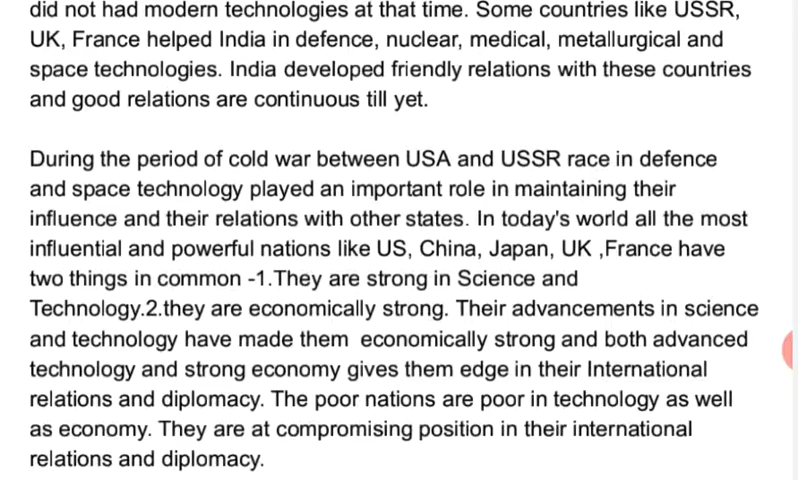 did not had modern technologies at that time. Some countries like USSR,
UK, France helped India in defence, nuclear, medical, metallurgical and
space technologies. India developed friendly relations with these countries
and good relations are continuous till yet.
During the period of cold war between USA and USSR race in defence
and space technology played an important role in maintaining their
influence and their relations with other states. In today's world all the most
influential and powerful nations like US, China, Japan, UK ,France have
two things in common -1.They are strong in Science and
Technology.2.they are economically strong. Their advancements in science
and technology have made them  economically strong and both advanced
technology and strong economy gives them edge in their International
relations and diplomacy. The poor nations are poor in technology as well
as economy. They are at compromising position in their international
relations and diplomacy.